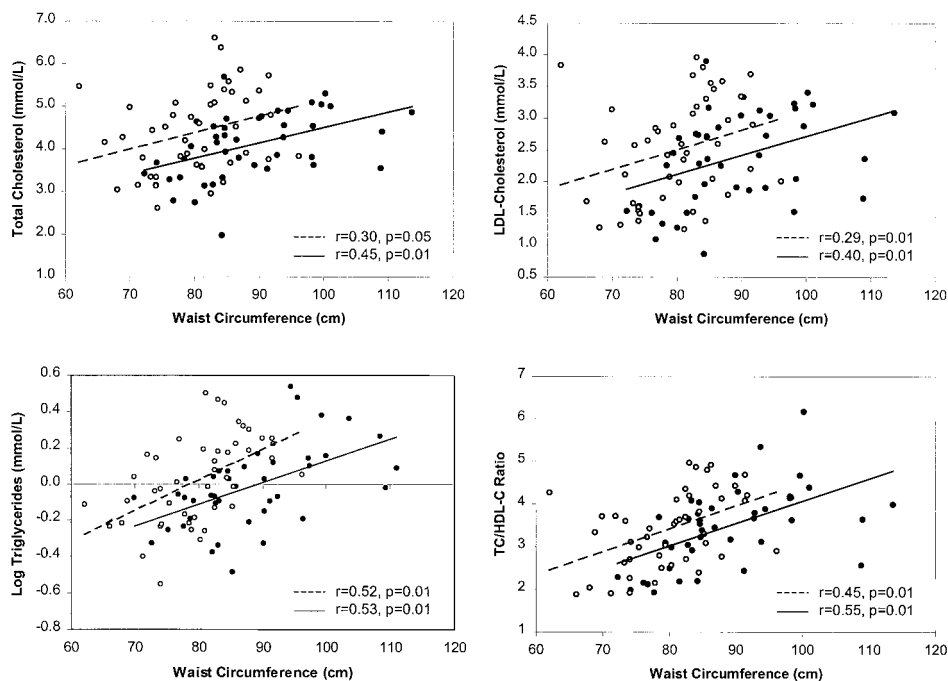 7.0
6.0
5.0
4.0
3.0
2.0
1.0
Total Cholesterol (mmol/L)
r=0.30, p=0.05
r=0.45, p=0.01
60 70 80 90 100 110 120
Waist Circumference (cm)
4.5
4.0
3.5
3.0
2.5
2.0
1.5
1.0
0.5
LDL-Cholesterol (mmol/L)
r=0.29, p=0.01
r=0.40, p=0.01
60 70 80 90 100 110 120
Waist Circumference (cm)
0.6
0.4
0.2
0.0
-0.2
-0.4
-0.6
-0.8
Log Triglycerides (mmol/L)
r=0.52, p=0.01
r=0.53, p=0.01
60 70 80 90 100 110 120
Waist Circumference (cm)
7
6
5
4
3
2
1
TC/HDL-C Ratio
r=0.45, p=0.01
r=0.55, p=0.01
60 70 80 90 100 110 120
Waist Circumference (cm)